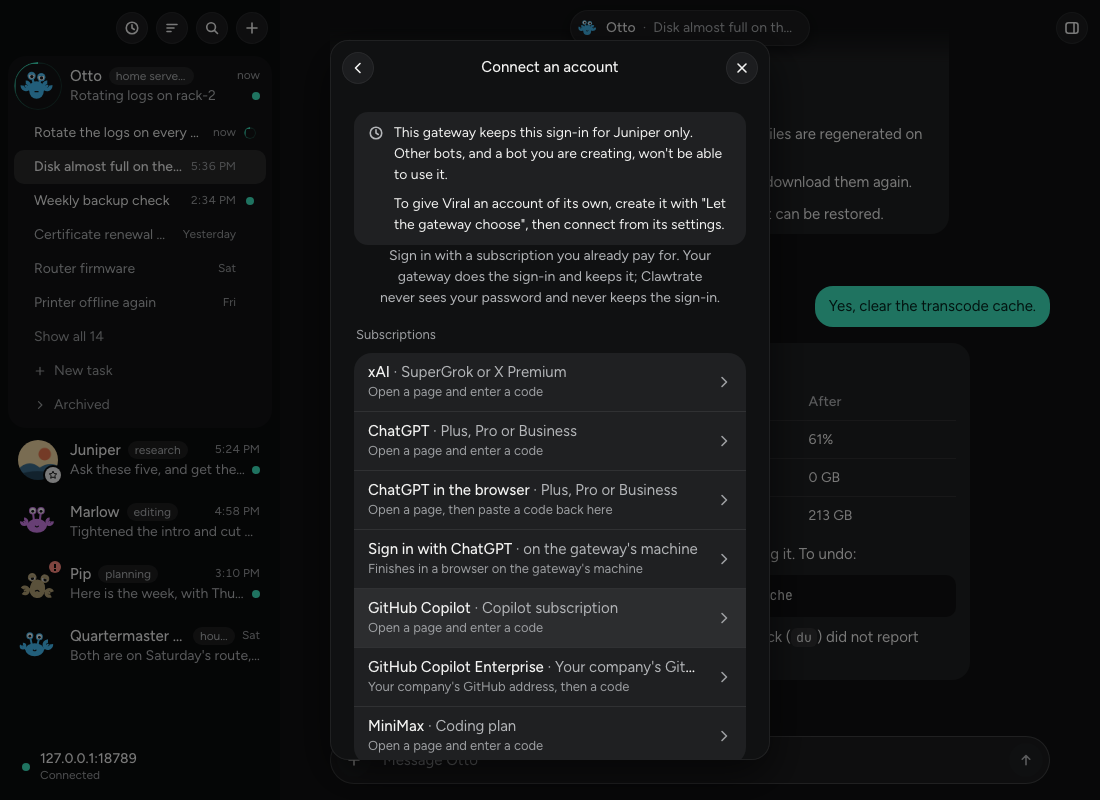 Otto home serve... now
Rotating logs on rack-2
Rotate the logs on every ... now
Disk almost full on the... 5:36 PM
Weekly backup check 2:34 PM
Certificate renewal ... Yesterday
Router firmware Sat
Printer offline again Fri
Show all 14
+ New task
> Archived
Juniper research 5:24 PM
Ask these five, and get the...
Marlow editing 4:58 PM
Tightened the intro and cut ...
! Pip planning 3:10 PM
Here is the week, with Thu...
Quartermaster ... hou... Sat
Both are on Saturday's route,...
127.0.0.1:18789
Connected
Otto · Disk almost full on th...
Connect an account
This gateway keeps this sign-in for Juniper only.
Other bots, and a bot you are creating, won't be able
to use it.
To give Viral an account of its own, create it with "Let
the gateway choose", then connect from its settings.
Sign in with a subscription you already pay for. Your
gateway does the sign-in and keeps it; Clawtrate
never sees your password and never keeps the sign-in.
Subscriptions
xAI · SuperGrok or X Premium
Open a page and enter a code
ChatGPT · Plus, Pro or Business
Open a page and enter a code
ChatGPT in the browser · Plus, Pro or Business
Open a page, then paste a code back here
Sign in with ChatGPT · on the gateway's machine
Finishes in a browser on the gateway's machine
GitHub Copilot · Copilot subscription
Open a page and enter a code
GitHub Copilot Enterprise · Your company's Git...
Your company's GitHub address, then a code
MiniMax · Coding plan
Open a page and enter a code
are regenerated on
download them again.
can be restored.
Yes, clear the transcode cache.
After
61%
0 GB
213 GB
it. To undo:
(du) did not report
Message Otto